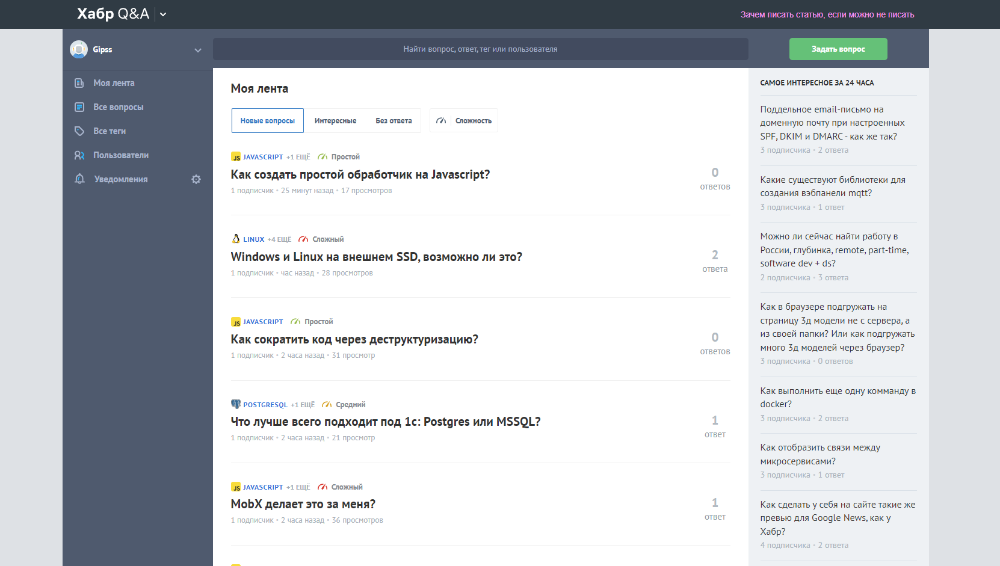 Хабр Q&A
Зачем писать статью, если можно не писать
Gipss
Найти вопрос, ответ, тег или пользователя
Задать вопрос
Моя лента
Все вопросы
Все теги
Пользователи
Уведомления
Моя лента
Новые вопросы
Интересные
Без ответа
Сложность
JS JAVASCRIPT +1 ЕЩЁ Простой
Как создать простой обработчик на Javascript?
1 подписчик • 25 минут назад • 17 просмотров
0
ответов
LINUX +4 ЕЩЁ Сложный
Windows и Linux на внешнем SSD, возможно ли это?
1 подписчик • час назад • 28 просмотров
2
ответа
JS JAVASCRIPT Простой
Как сократить код через деструктуризацию?
1 подписчик • 2 часа назад • 31 просмотр
0
ответов
POSTGRESQL +1 ЕЩЁ Средний
Что лучше всего подходит под 1с: Postgres или MSSQL?
1 подписчик • 2 часа назад • 21 просмотр
1
ответ
JS JAVASCRIPT +1 ЕЩЁ Сложный
MobX делает это за меня?
1 подписчик • 2 часа назад • 36 просмотров
1
ответ
САМОЕ ИНТЕРЕСНОЕ ЗА 24 ЧАСА
Поддельное email-письмо на
доменную почту при настроенных
SPF, DKIM и DMARC - как же так?
3 подписчика • 2 ответа
Какие существуют библиотеки для
создания вэбпанели mqtt?
3 подписчика • 1 ответ
Можно ли сейчас найти работу в
России, глубинка, remote, part-time,
software dev + ds?
2 подписчика • 3 ответа
Как в браузере подгружать на
страницу 3д модели не с сервера, а
из своей папки? Или как подгружать
много 3д моделей через браузер?
3 подписчика • 0 ответов
Как выполнить еще одну комманду в
docker?
3 подписчика • 2 ответа
Как отобразить связи между
микросервисами?
3 подписчика • 1 ответ
Как сделать у себя на сайте такие же
превью для Google News, как у
Хабр?
4 подписчика • 2 ответа